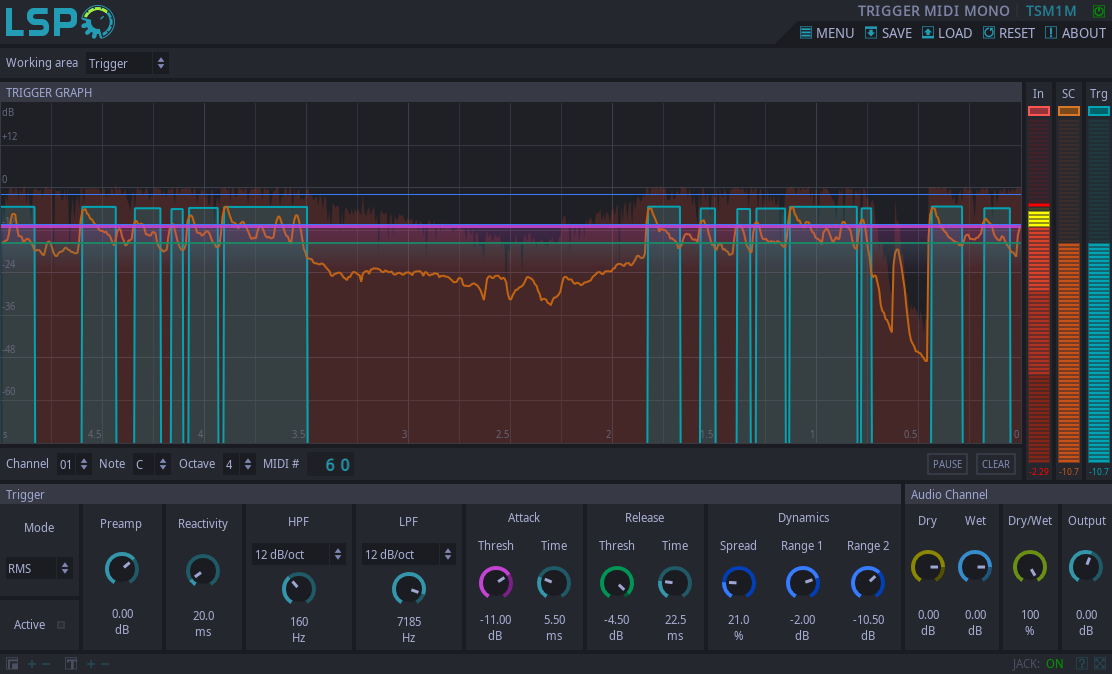 LSP
TRIGGER MIDI MONO TSM1M
MENU SAVE LOAD RESET ABOUT
Working area Trigger
TRIGGER GRAPH
In SC Trg
dB
+12
0
-12
-24
-36
-48
-60
s 4.5 4 3.5 3 2.5 2 1.5 1 0.5 0
-2.29 -10.7 -10.7
Channel 01 Note C Octave 4 MIDI # 60
PAUSE CLEAR
Trigger
Audio Channel
Mode Preamp Reactivity HPF LPF Attack Release Dynamics
Dry Wet Dry/Wet Output
Thresh Time Thresh Time Spread Range 1 Range 2
RMS 12 dB/oct 12 dB/oct
Active
0.00 dB
20.0 ms
160 Hz
7185 Hz
-11.00 dB
5.50 ms
-4.50 dB
22.5 ms
21.0 %
-2.00 dB
-10.50 dB
0.00 dB
0.00 dB
100 %
0.00 dB
JACK: ON